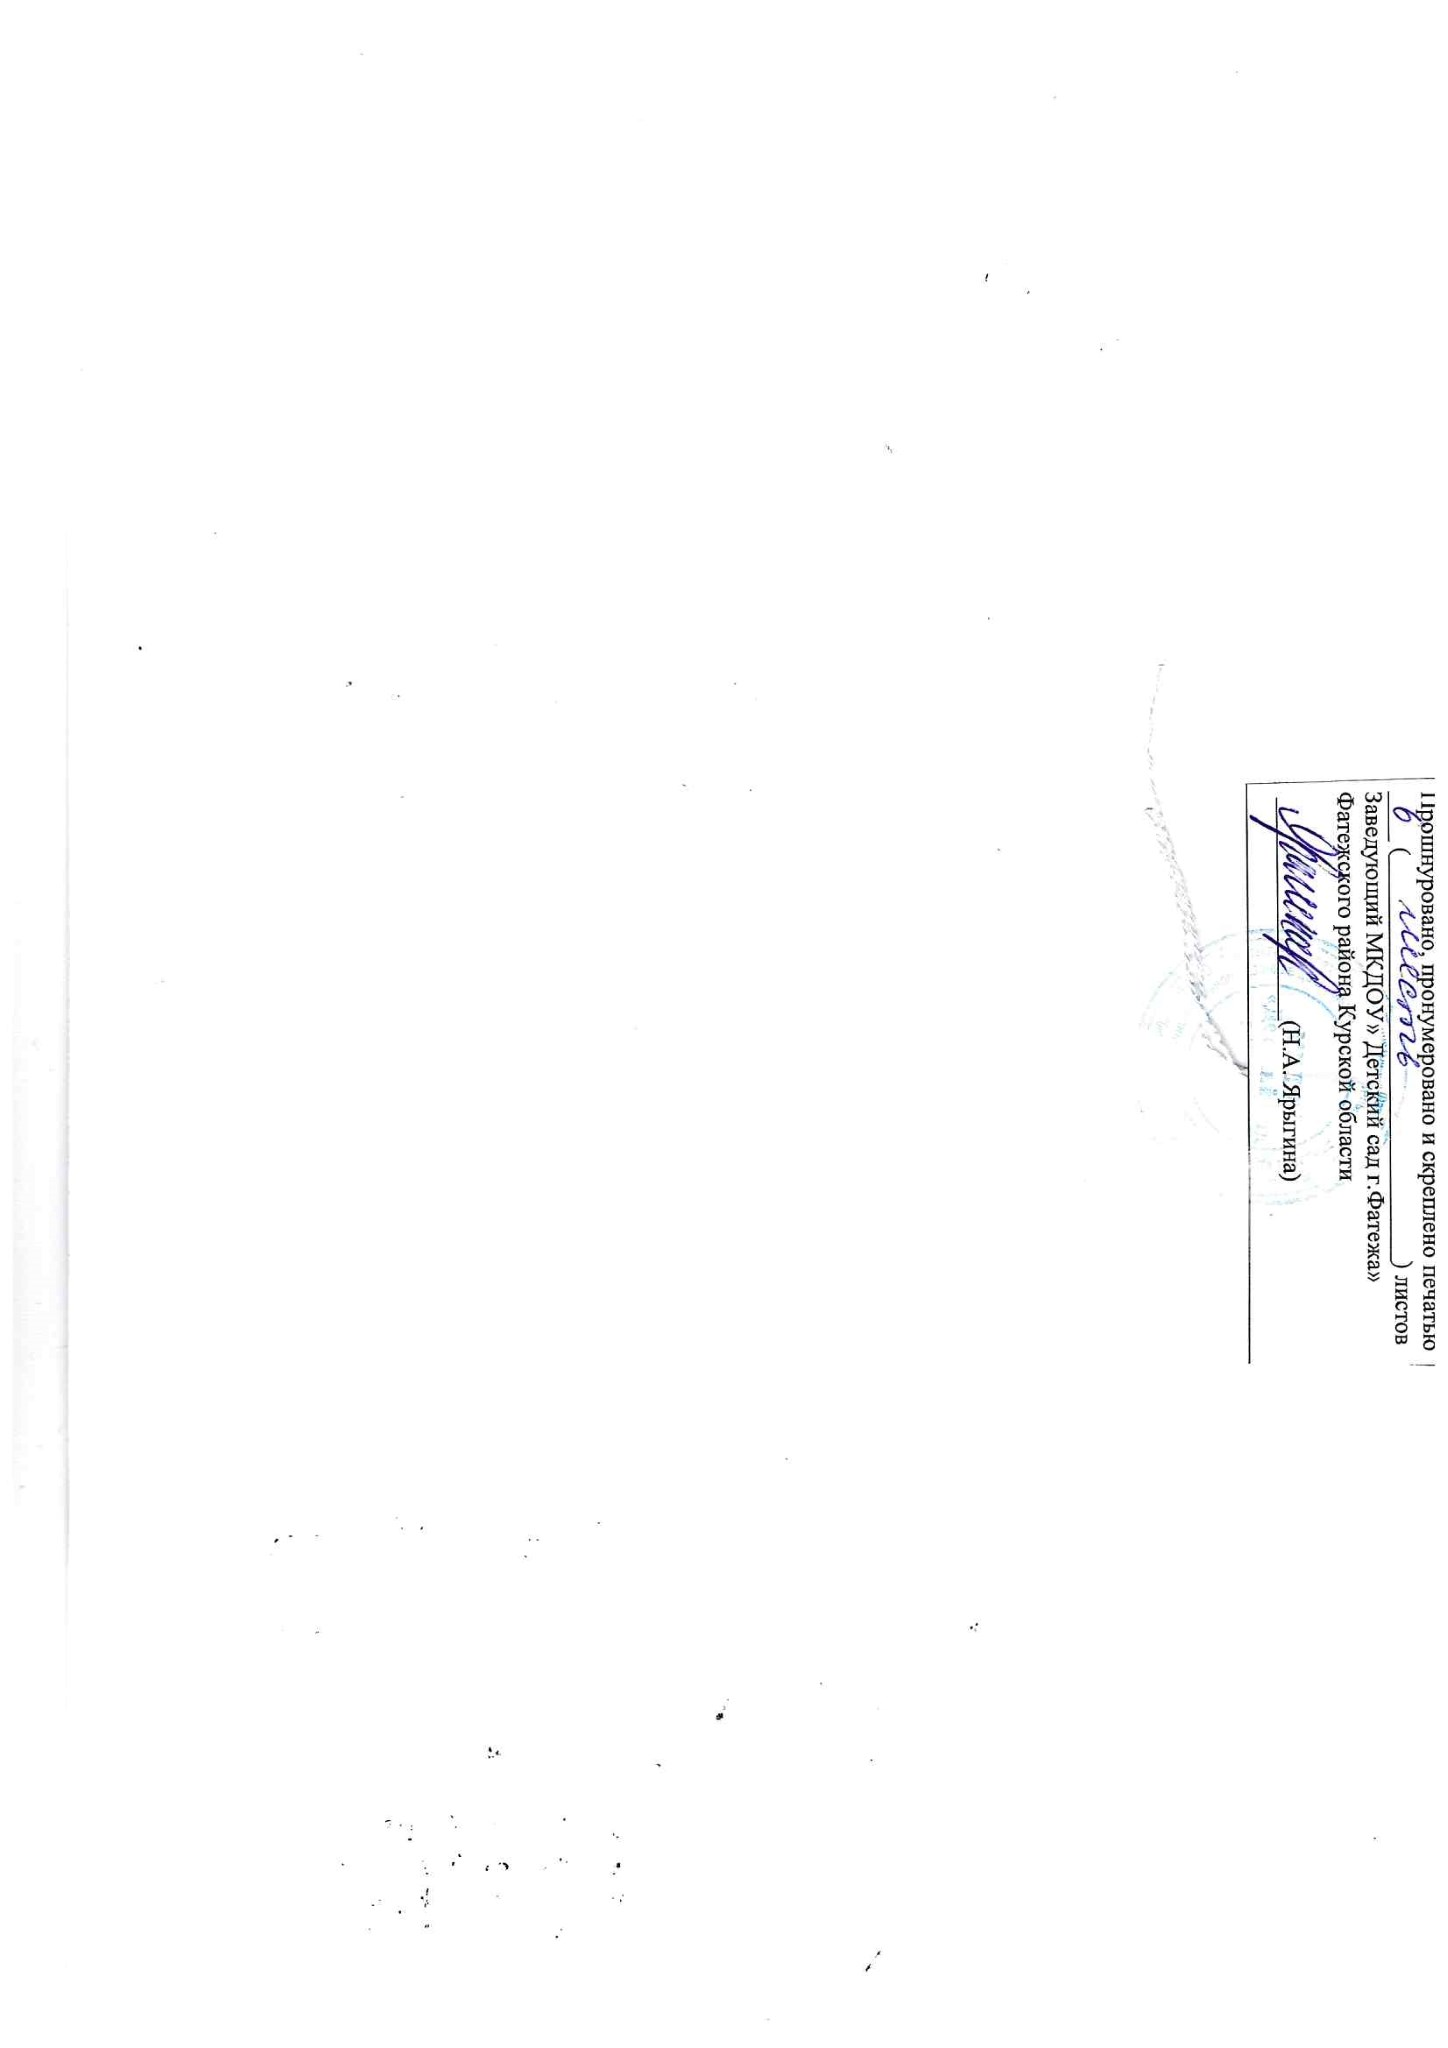 Прошнуровано, пронумеровано и скреплено печатью
6 ( шесть ) листов
Заведующий МКДОУ» Детский сад г.Фатежа»
Фатежского района Курской области
(Н.А. Ярыгина)